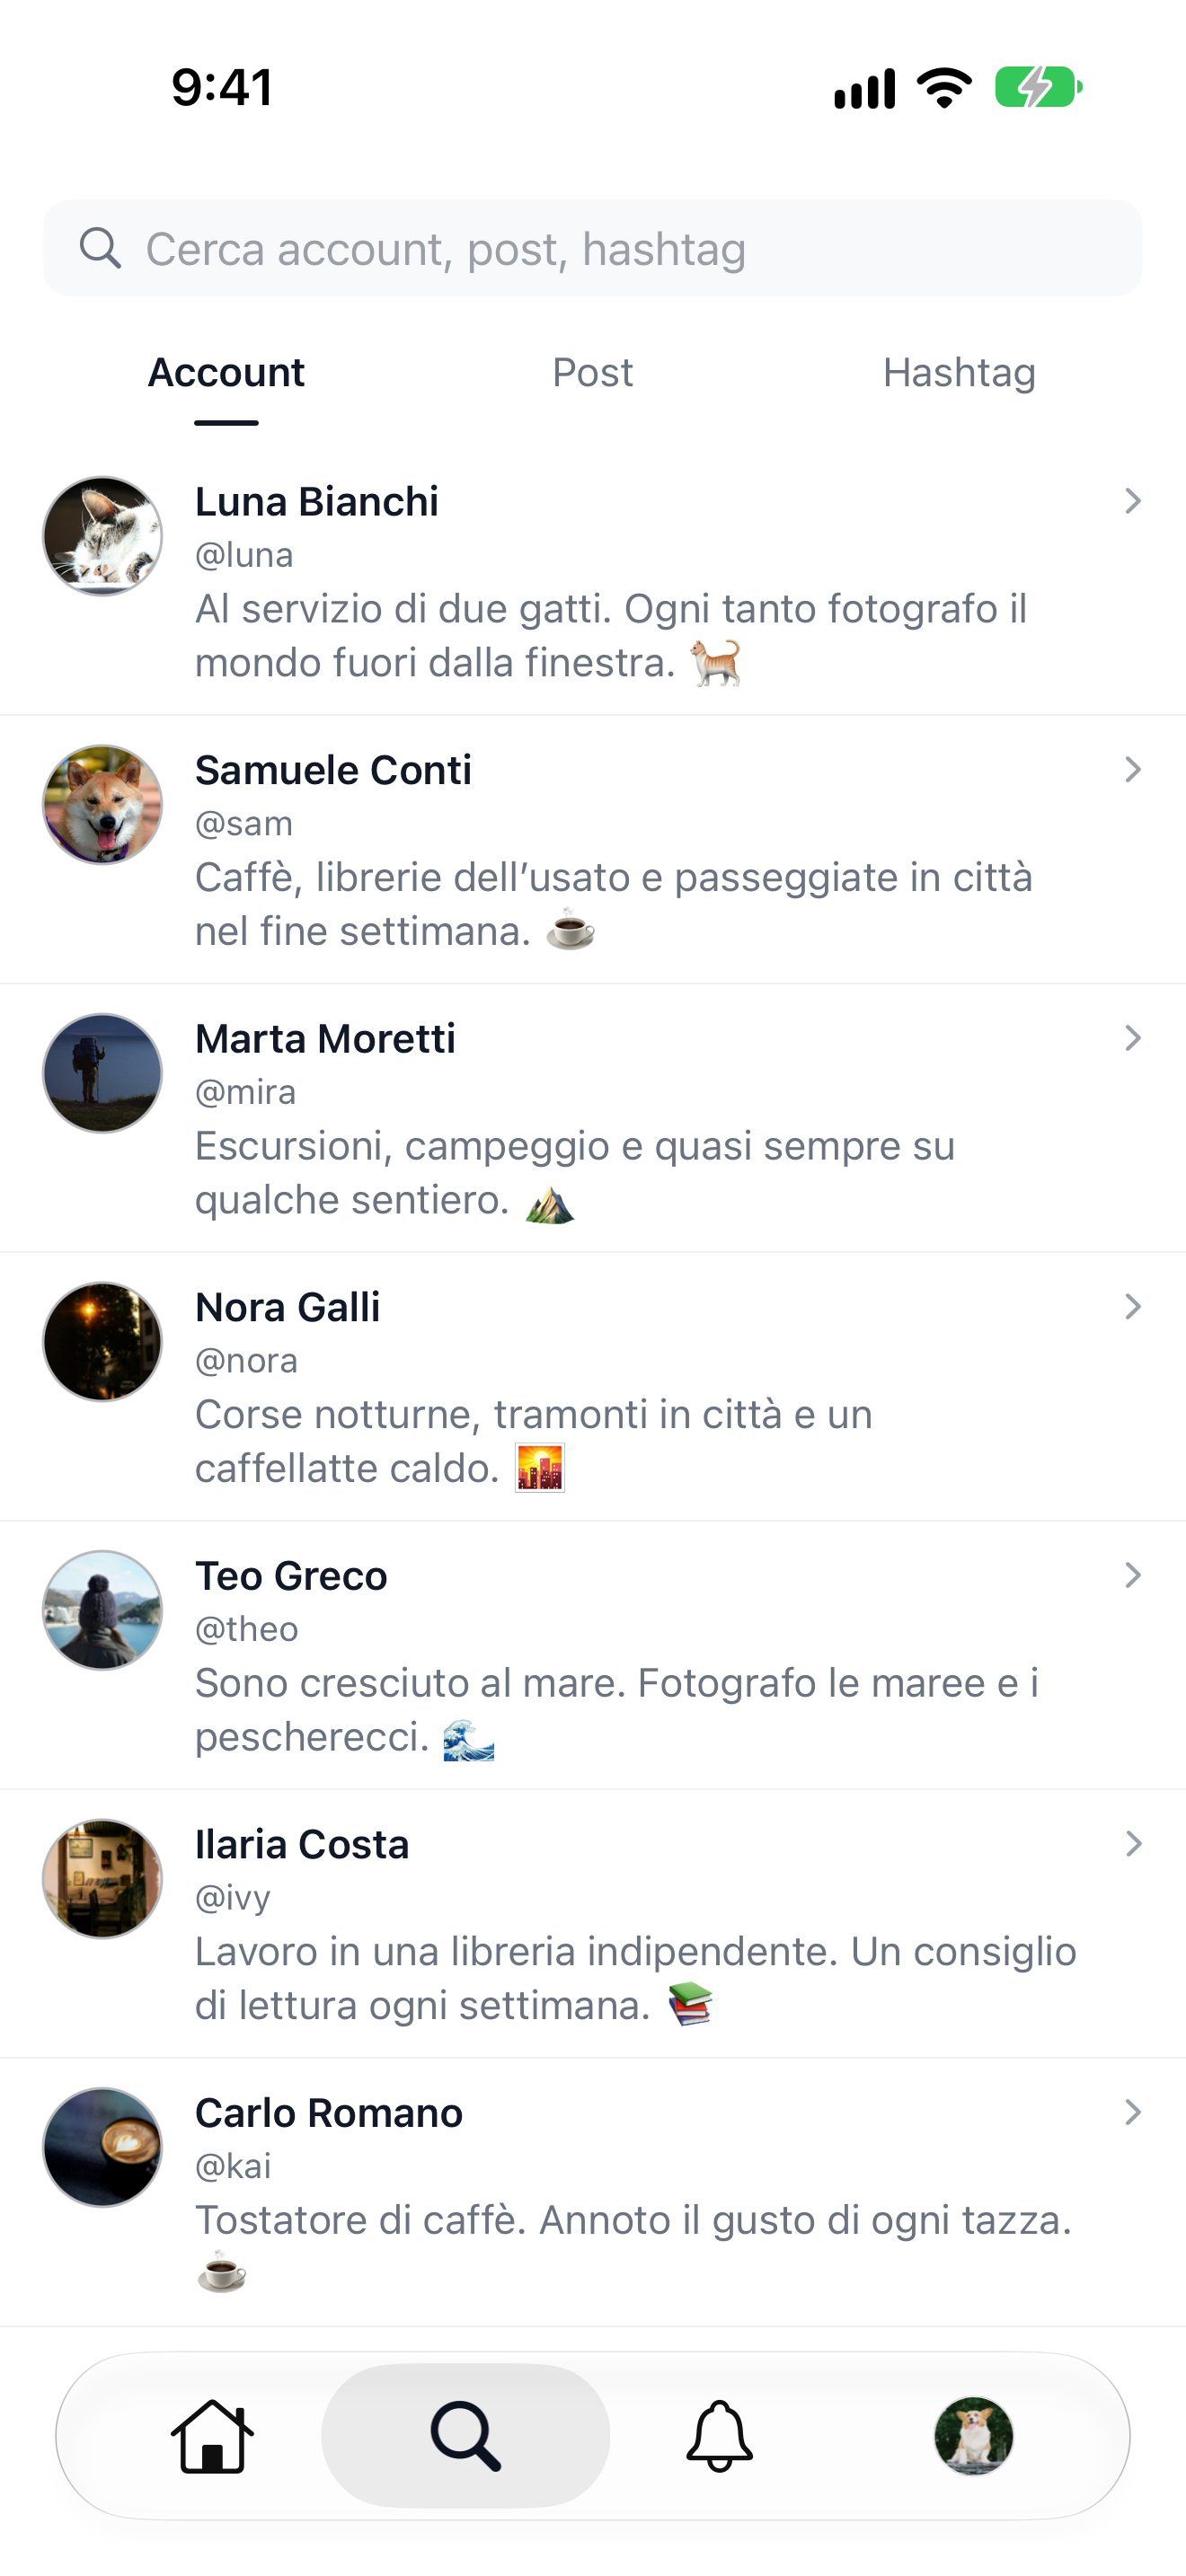 9:41
Cerca account, post, hashtag
Account Post Hashtag
Luna Bianchi
@luna
Al servizio di due gatti. Ogni tanto fotografo il
mondo fuori dalla finestra. 🐈
Samuele Conti
@sam
Caffè, librerie dell’usato e passeggiate in città
nel fine settimana. ☕
Marta Moretti
@mira
Escursioni, campeggio e quasi sempre su
qualche sentiero. ⛰️
Nora Galli
@nora
Corse notturne, tramonti in città e un
caffellatte caldo. 🌇
Teo Greco
@theo
Sono cresciuto al mare. Fotografo le maree e i
pescherecci. 🌊
Ilaria Costa
@ivy
Lavoro in una libreria indipendente. Un consiglio
di lettura ogni settimana. 📚
Carlo Romano
@kai
Tostatore di caffè. Annoto il gusto di ogni tazza.
☕